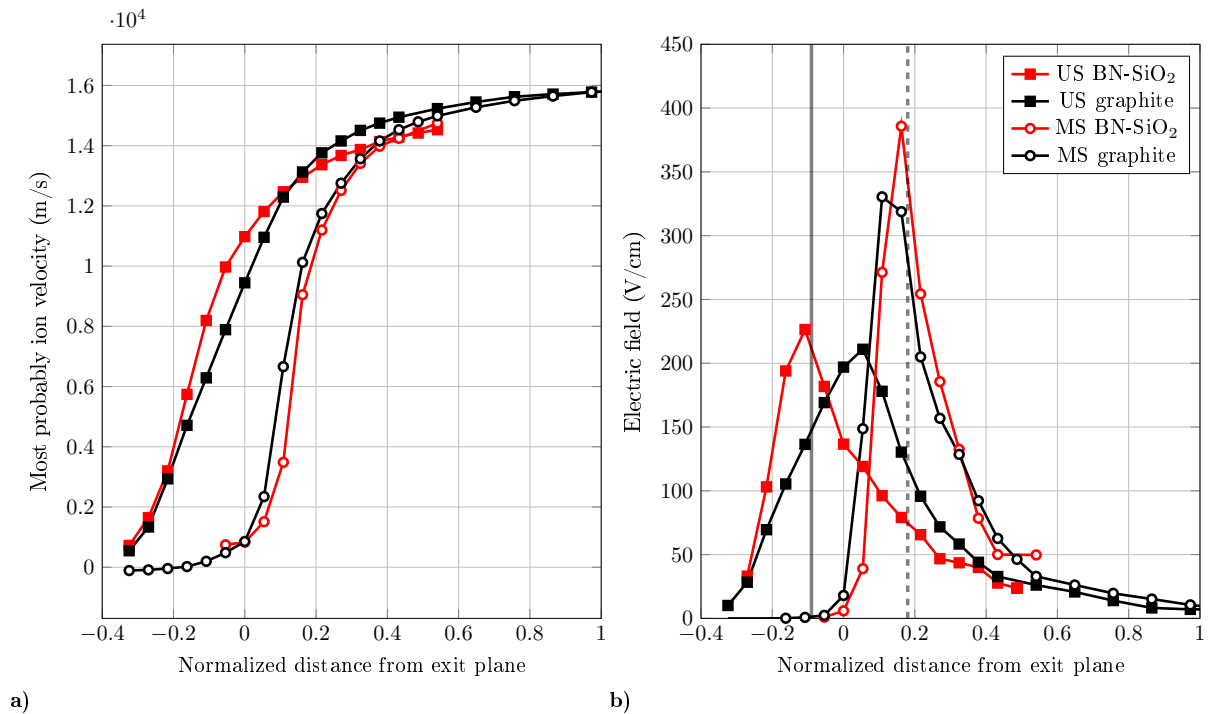 ·10⁴
1.6
1.4
1.2
1
0.8
0.6
0.4
0.2
0
−0.4 −0.2 0 0.2 0.4 0.6 0.8 1
Normalized distance from exit plane
Most probably ion velocity (m/s)
a)
450
400
350
300
250
200
150
100
50
0
−0.4 −0.2 0 0.2 0.4 0.6 0.8 1
Normalized distance from exit plane
Electric field (V/cm)
US BN-SiO₂
US graphite
MS BN-SiO₂
MS graphite
b)